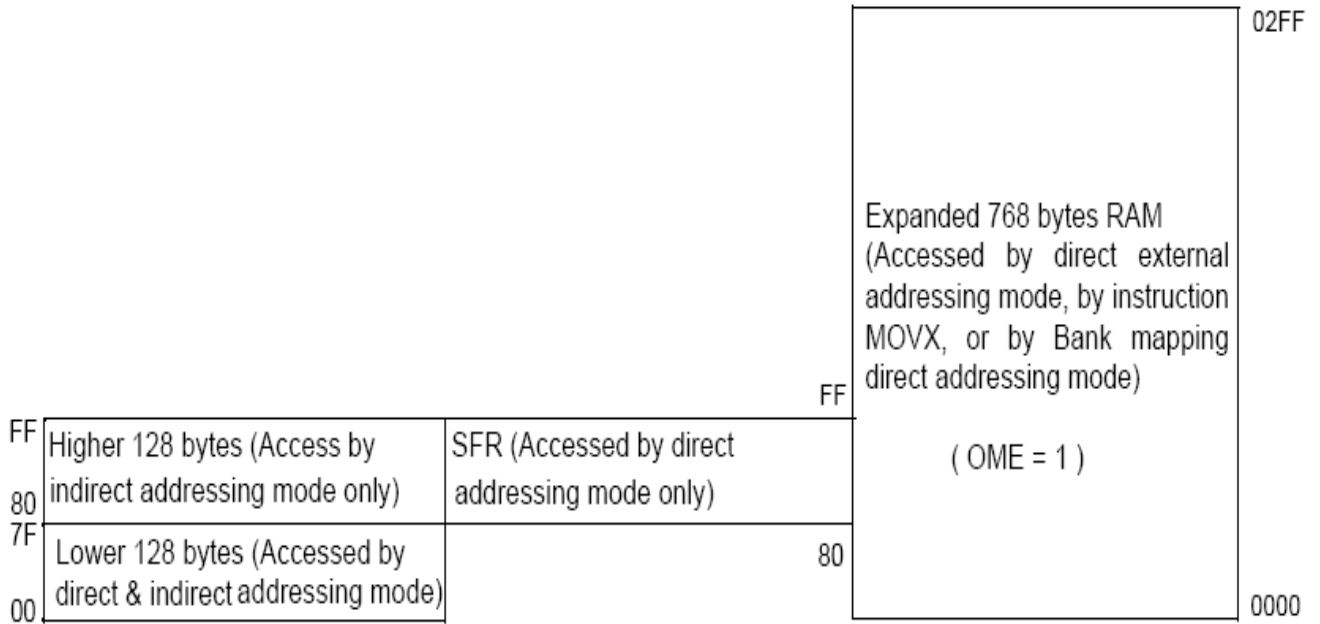 02FF
Expanded 768 bytes RAM
(Accessed by direct external
addressing mode, by instruction
MOVX, or by Bank mapping
direct addressing mode)
( OME = 1 )
0000
FF
Higher 128 bytes (Access by
indirect addressing mode only)
80
7F
Lower 128 bytes (Accessed by
direct & indirect addressing mode)
00
FF
SFR (Accessed by direct
addressing mode only)
80